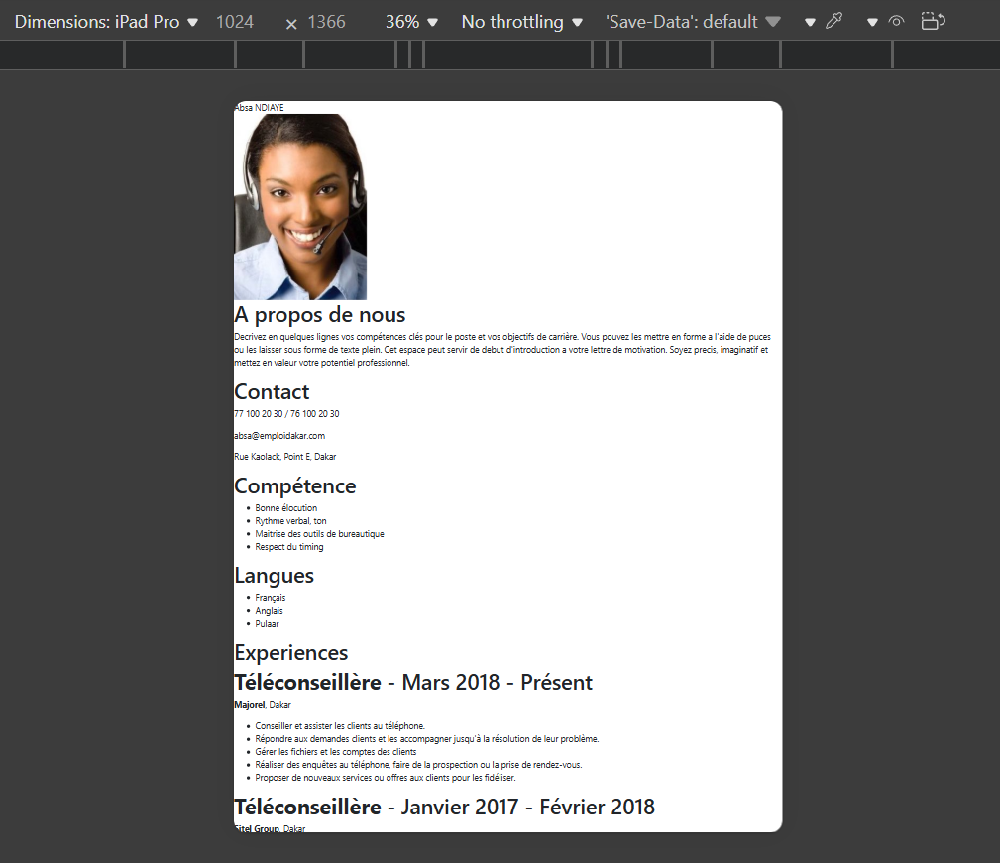 Dimensions: iPad Pro 1024 × 1366 36% No throttling 'Save-Data': default
Absa NDIAYE
A propos de nous
Decrivez en quelques lignes vos compétences clés pour le poste et vos objectifs de carrière. Vous pouvez les mettre en forme a l'aide de puces
ou les laisser sous forme de texte plein. Cet espace peut servir de debut d'introduction a votre lettre de motivation. Soyez precis, imaginatif et
mettez en valeur votre potentiel professionnel.
Contact
77 100 20 30 / 76 100 20 30
absa@emploidakar.com
Rue Kaolack, Point E, Dakar
Compétence
Bonne élocution
Rythme verbal, ton
Maitrise des outils de bureautique
Respect du timing
Langues
Français
Anglais
Pulaar
Experiences
Téléconseillère - Mars 2018 - Présent
Majorel, Dakar
Conseiller et assister les clients au téléphone.
Répondre aux demandes clients et les accompagner jusqu'à la résolution de leur problème.
Gérer les fichiers et les comptes des clients
Réaliser des enquêtes au téléphone, faire de la prospection ou la prise de rendez-vous.
Proposer de nouveaux services ou offres aux clients pour les fidéliser.
Téléconseillère - Janvier 2017 - Février 2018
Sitel Group, Dakar